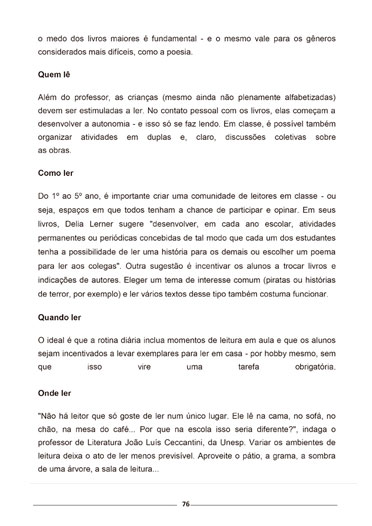 o medo dos livros maiores é fundamental - e o mesmo vale para os gêneros
considerados mais difíceis, como a poesia.
Quem lê
Além do professor, as crianças (mesmo ainda não plenamente alfabetizadas)
devem ser estimuladas a ler. No contato pessoal com os livros, elas começam a
desenvolver a autonomia - e isso só se faz lendo. Em classe, é possível também
organizar atividades em duplas e, claro, discussões coletivas sobre
as obras.
Como ler
Do 1º ao 5º ano, é importante criar uma comunidade de leitores em classe - ou
seja, espaços em que todos tenham a chance de participar e opinar. Em seus
livros, Delia Lerner sugere "desenvolver, em cada ano escolar, atividades
permanentes ou periódicas concebidas de tal modo que cada um dos estudantes
tenha a possibilidade de ler uma história para os demais ou escolher um poema
para ler aos colegas". Outra sugestão é incentivar os alunos a trocar livros e
indicações de autores. Eleger um tema de interesse comum (piratas ou histórias
de terror, por exemplo) e ler vários textos desse tipo também costuma funcionar.
Quando ler
O ideal é que a rotina diária inclua momentos de leitura em aula e que os alunos
sejam incentivados a levar exemplares para ler em casa - por hobby mesmo, sem
que isso vire uma tarefa obrigatória.
Onde ler
"Não há leitor que só goste de ler num único lugar. Ele lê na cama, no sofá, no
chão, na mesa do café... Por que na escola isso seria diferente?", indaga o
professor de Literatura João Luís Ceccantini, da Unesp. Variar os ambientes de
leitura deixa o ato de ler menos previsível. Aproveite o pátio, a grama, a sombra
de uma árvore, a sala de leitura...
76